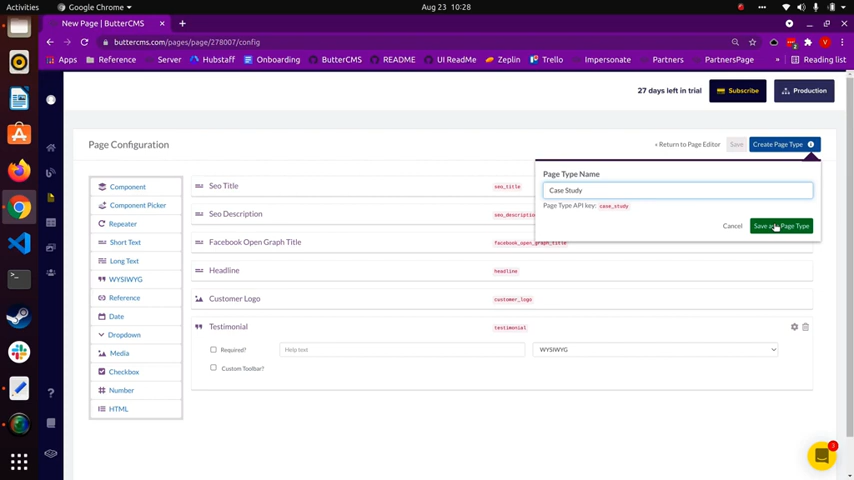 Activities
Google Chrome
Aug 23 10:28
New Page | ButterCMS
buttercms.com/pages/page/278007/config
Apps Reference Server Hubstaff Onboarding ButterCMS README UI ReadMe Zeplin Trello Impersonate Partners PartnersPage » Reading list
27 days left in trial
Subscribe
Production
Page Configuration
< Return to Page Editor
Save
Create Page Type
Component
Component Picker
Repeater
Short Text
Long Text
WYSIWYG
Reference
Date
Dropdown
Media
Checkbox
Number
HTML
Seo Title seo_title
Seo Description seo_description
Facebook Open Graph Title facebook_open_graph_title
Headline headline
Customer Logo customer_logo
Testimonial testimonial
Required? Help text WYSIWYG
Custom Toolbar?
Page Type Name
Case Study
Page Type API key: case_study
Cancel
Save as Page Type
3